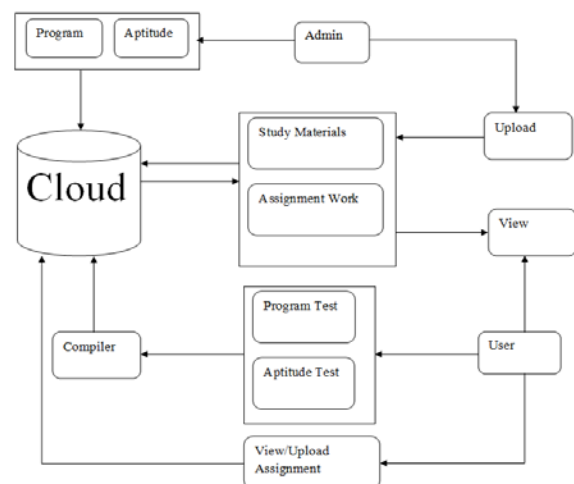 Program
Aptitude
Admin
Study Materials
Upload
Cloud
Assignment Work
View
Program Test
Compiler
User
Aptitude Test
View/Upload
Assignment